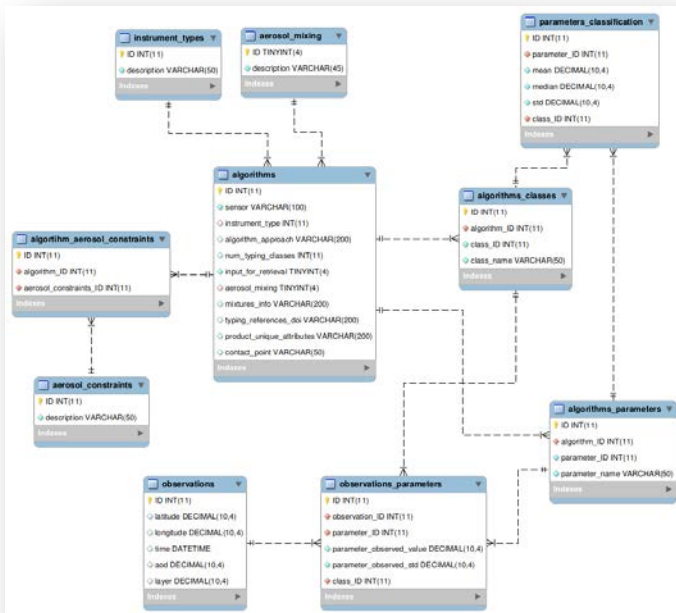 instrument_types
ID INT(11)
description VARCHAR(50)
Indexes
aerosol_mixing
ID TINYINT(4)
description VARCHAR(45)
Indexes
parameters_classification
ID INT(11)
parameter_ID INT(11)
mean DECIMAL(10,4)
median DECIMAL(10,4)
std DECIMAL(10,4)
class_ID INT(11)
Indexes
algorithms
ID INT(11)
sensor VARCHAR(100)
instrument_type INT(11)
algorithm_approach VARCHAR(200)
num_typing_classes INT(11)
input_for_retrieval TINYINT(4)
aerosol_mixing TINYINT(4)
mixtures_info VARCHAR(200)
typing_references_doi VARCHAR(200)
product_unique_attributes VARCHAR(200)
contact_point VARCHAR(50)
Indexes
algorithms_classes
ID INT(11)
algorithm_ID INT(11)
class_ID INT(11)
class_name VARCHAR(50)
Indexes
algortihm_aerosol_constraints
ID INT(11)
algorithm_ID INT(11)
aerosol_constraints_ID INT(11)
Indexes
aerosol_constraints
ID INT(11)
description VARCHAR(50)
Indexes
algorithms_parameters
ID INT(11)
algorithm_ID INT(11)
parameter_ID INT(11)
parameter_name VARCHAR(50)
Indexes
observations
ID INT(11)
latitude DECIMAL(10,4)
longitude DECIMAL(10,4)
time DATETIME
aod DECIMAL(10,4)
layer DECIMAL(10,4)
Indexes
observations_parameters
ID INT(11)
observation_ID INT(11)
parameter_ID INT(11)
parameter_observed_value DECIMAL(10,4)
parameter_observed_std DECIMAL(10,4)
class_ID INT(11)
Indexes